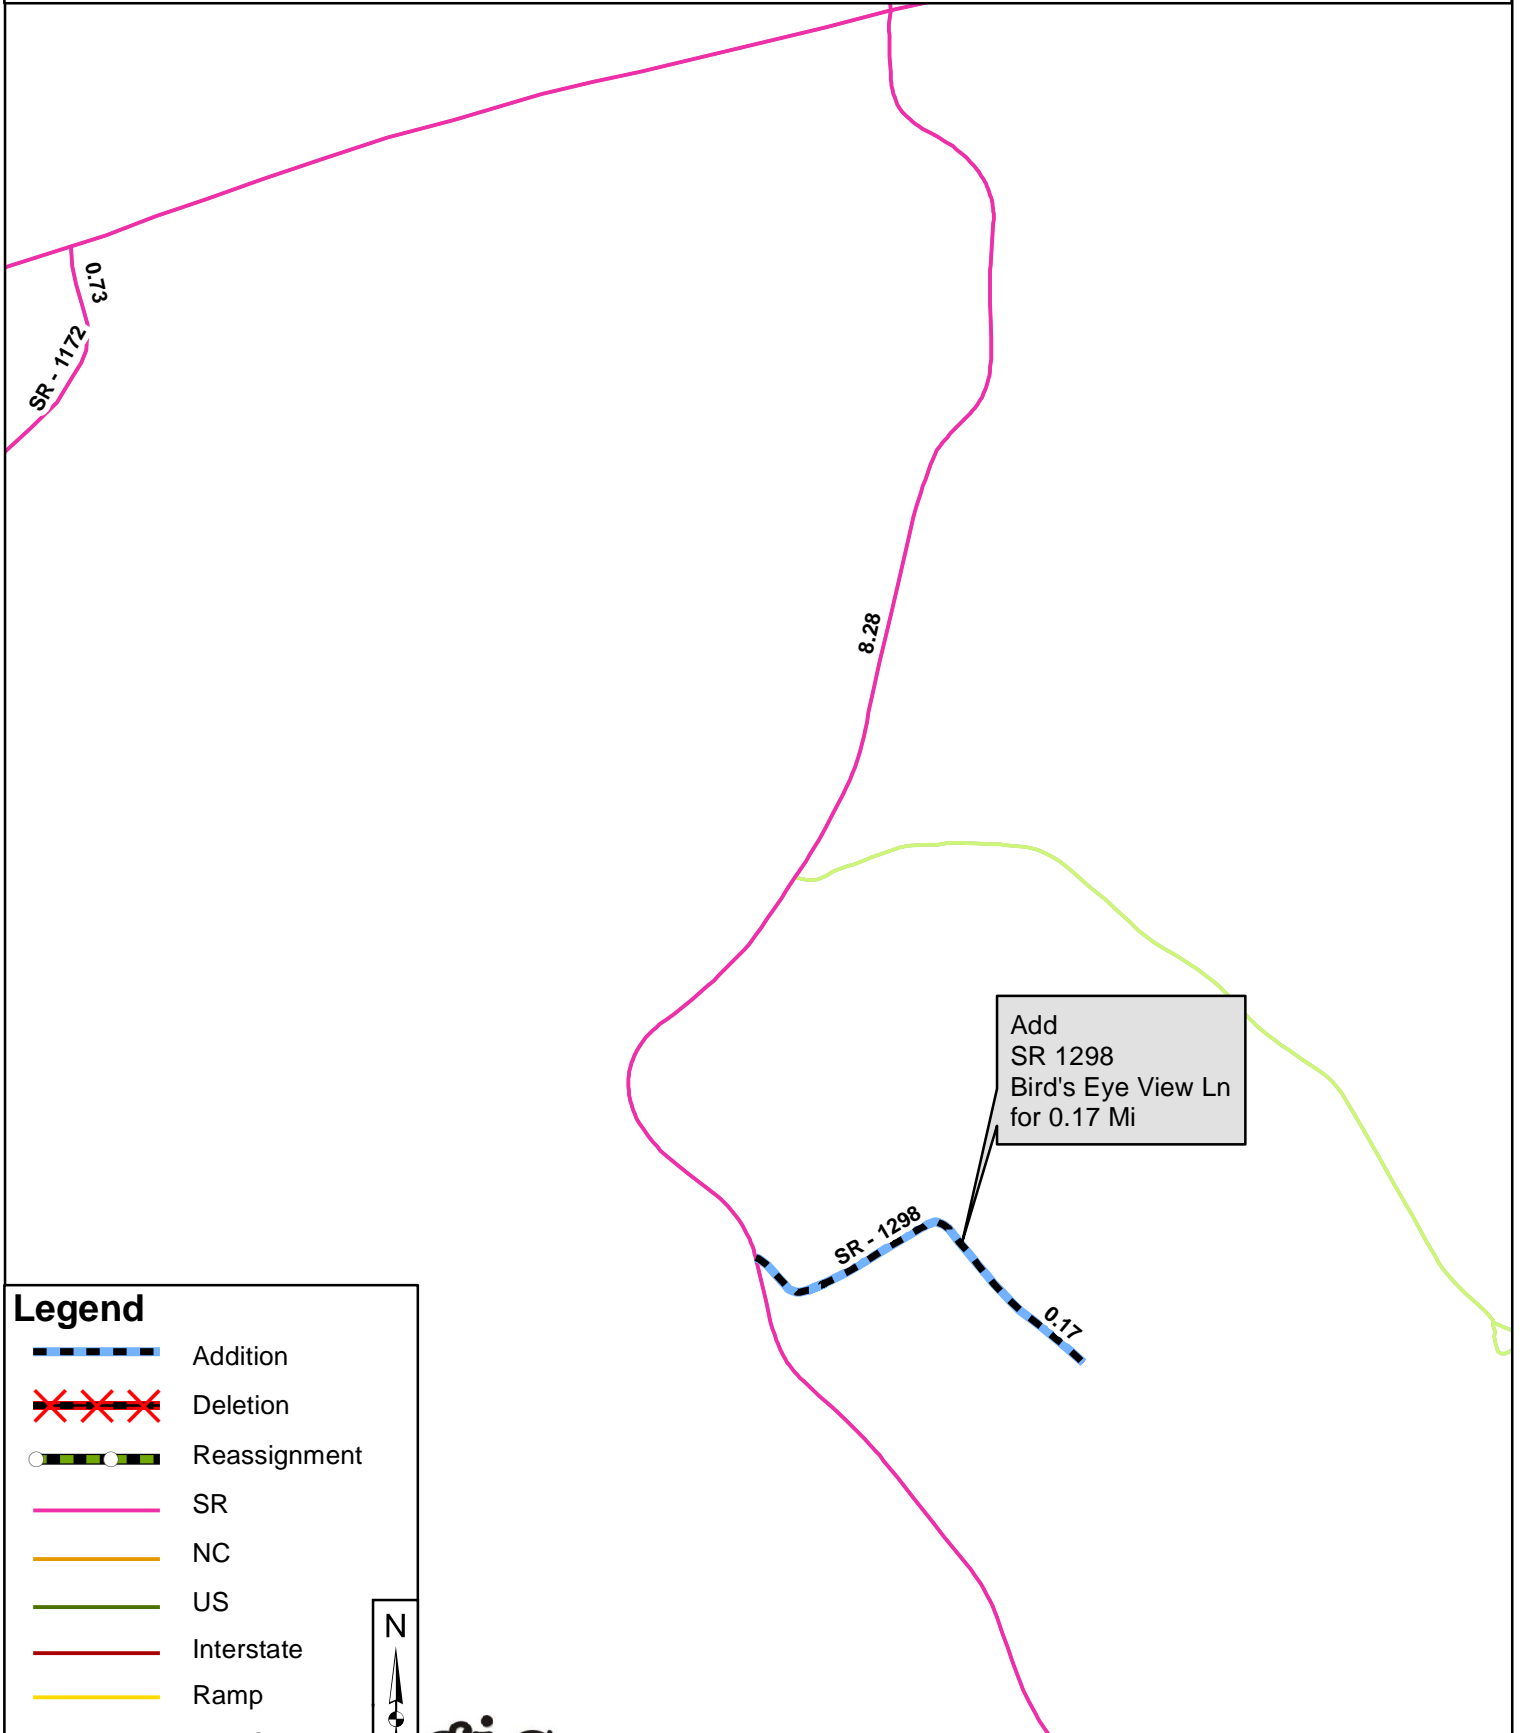 0.73
SR - 1172
8.28
Add
SR 1298
Bird's Eye View Ln
for 0.17 Mi
SR - 1298
0.17
Legend
Addition
Deletion
Reassignment
SR
NC
US
Interstate
Ramp
N